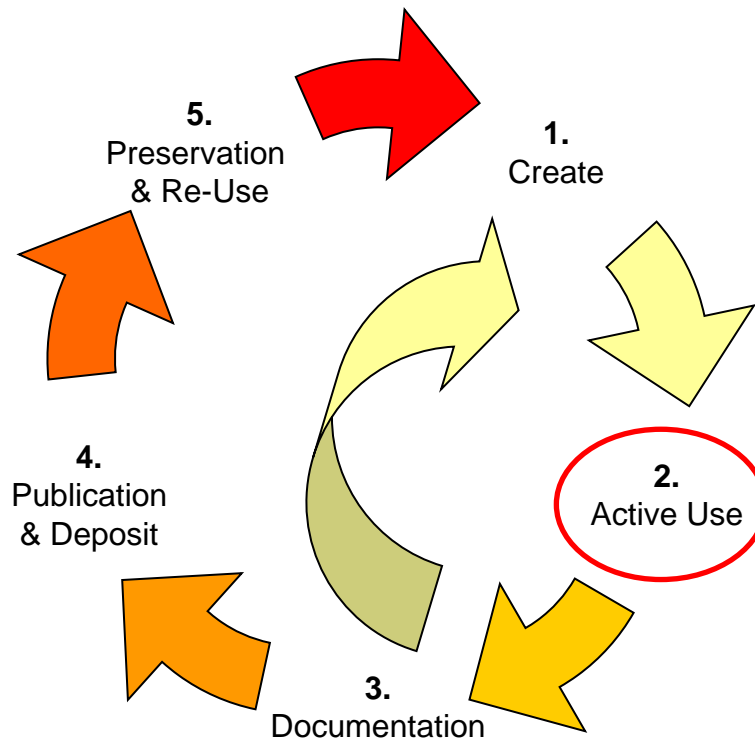 1.
Create
2.
Active Use
3.
Documentation
4.
Publication
& Deposit
5.
Preservation
& Re-Use